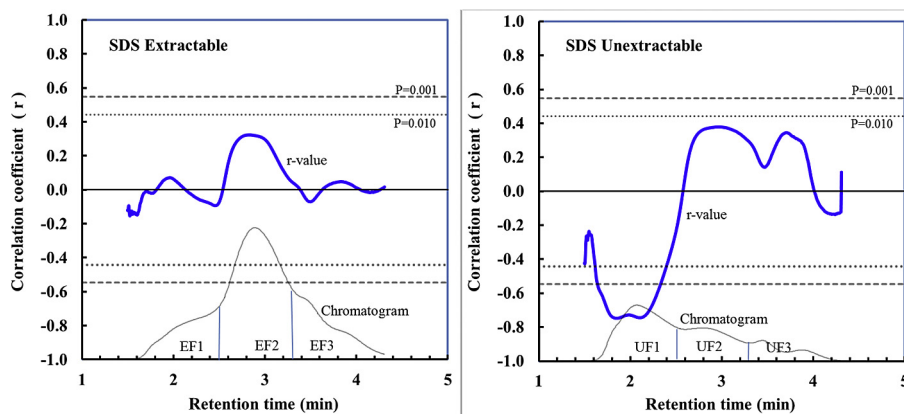 SDS Extractable
Correlation coefficient ( r )
1.0
0.8
0.6
0.4
0.2
0.0
-0.2
-0.4
-0.6
-0.8
-1.0
P=0.001
P=0.010
r-value
Chromatogram
EF1 EF2 EF3
1 2 3 4 5
Retention time (min)
SDS Unextractable
Correlation coefficient ( r )
1.0
0.8
0.6
0.4
0.2
0.0
-0.2
-0.4
-0.6
-0.8
-1.0
P=0.001
P=0.010
r-value
Chromatogram
UF1 UF2 UF3
1 2 3 4 5
Retention time (min)